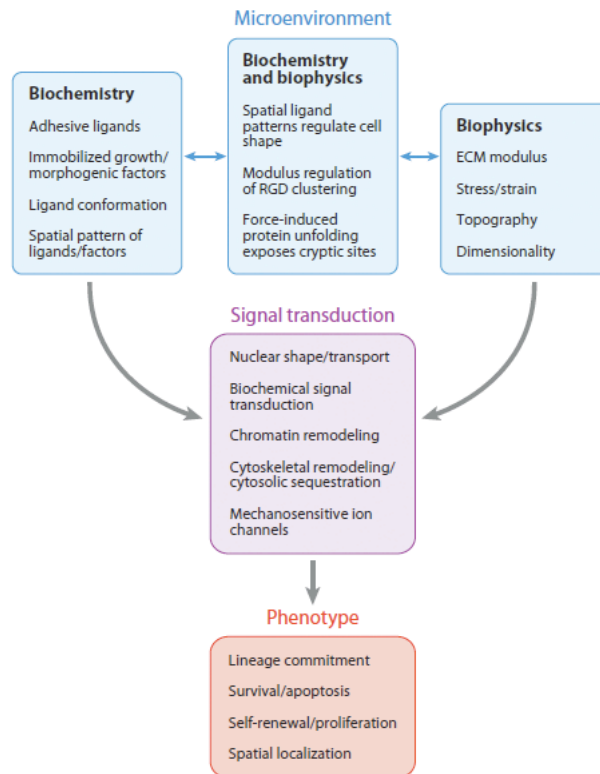 Microenvironment
Biochemistry
Adhesive ligands
Immobilized growth/
morphogenic factors
Ligand conformation
Spatial pattern of
ligands/factors
Biochemistry
and biophysics
Spatial ligand
patterns regulate cell
shape
Modulus regulation
of RGD clustering
Force-induced
protein unfolding
exposes cryptic sites
Biophysics
ECM modulus
Stress/strain
Topography
Dimensionality
Signal transduction
Nuclear shape/transport
Biochemical signal
transduction
Chromatin remodeling
Cytoskeletal remodeling/
cytosolic sequestration
Mechanosensitive ion
channels
Phenotype
Lineage commitment
Survival/apoptosis
Self-renewal/proliferation
Spatial localization